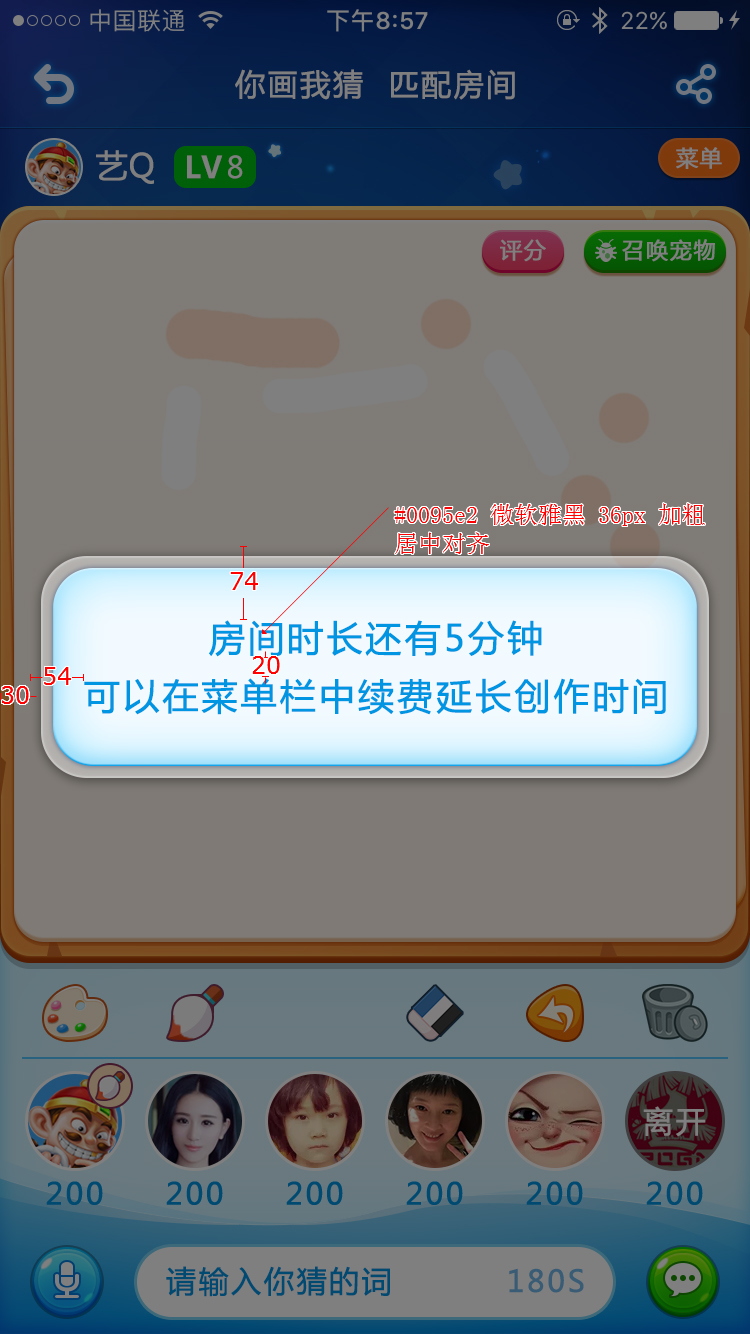 中国联通 下午8:57 22%
你画我猜 匹配房间
艺Q LV8 菜单
评分 召唤宠物
#0095e2 微软雅黑 36px 加粗
居中对齐
74
房间时长还有5分钟
20
54
30
可以在菜单栏中续费延长创作时间
离开
200 200 200 200 200 200
请输入你猜的词 180S